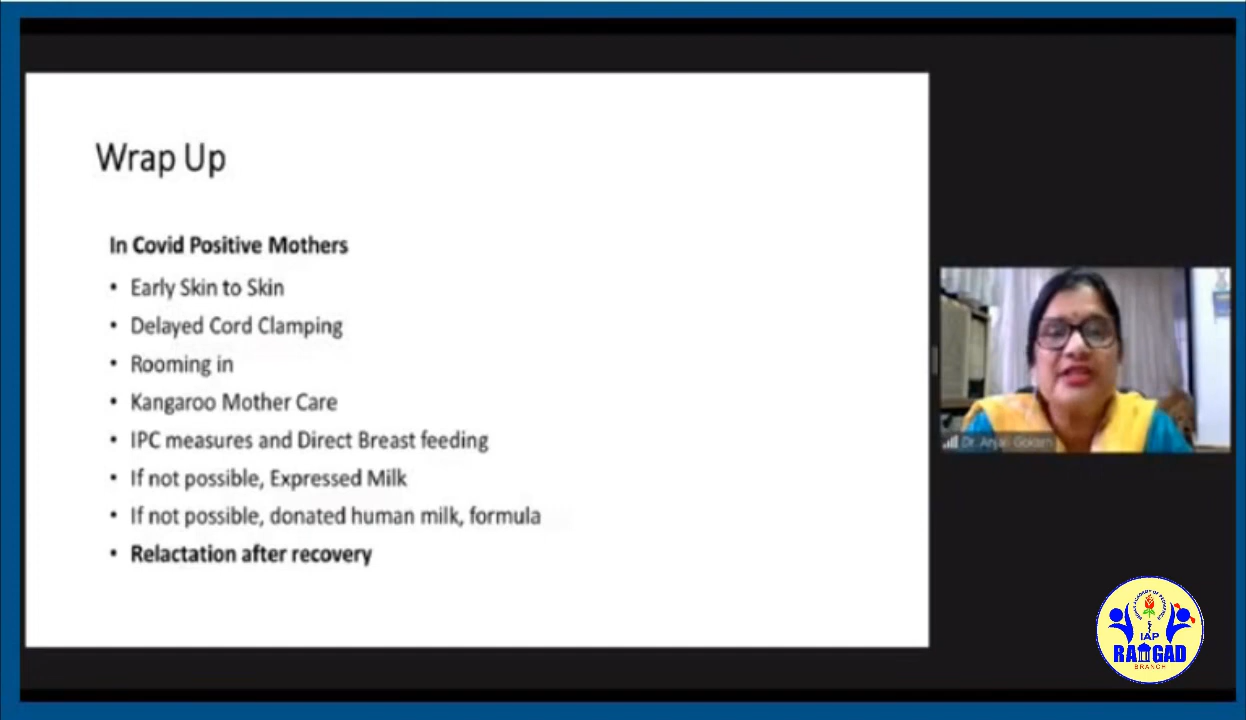 Wrap Up
In Covid Positive Mothers
• Early Skin to Skin
• Delayed Cord Clamping
• Rooming in
• Kangaroo Mother Care
• IPC measures and Direct Breast feeding
• If not possible, Expressed Milk
• If not possible, donated human milk, formula
• Relactation after recovery
Dr. Anjali
IAP
RAIGAD
BRANCH